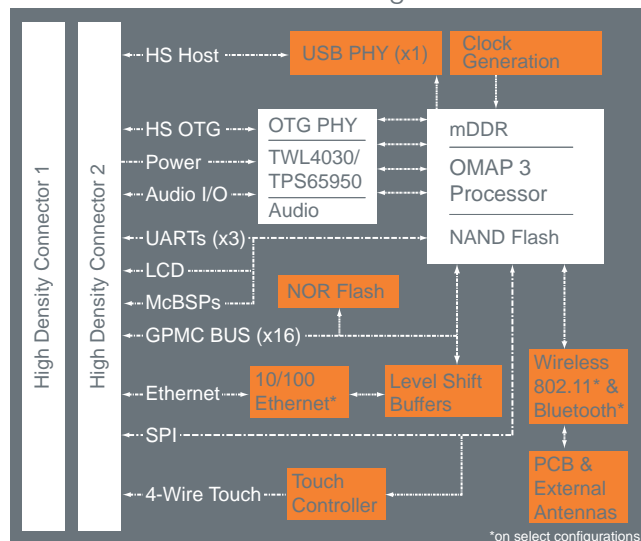 High Density Connector 1
High Density Connector 2
HS Host
USB PHY (x1)
Clock
Generation
HS OTG
Power
Audio I/O
OTG PHY
TWL4030/
TPS65950
Audio
mDDR
OMAP 3
Processor
NAND Flash
UARTs (x3)
LCD
McBSPs
GPMC BUS (x16)
NOR Flash
Ethernet
10/100
Ethernet*
Level Shift
Buffers
Wireless
802.11* &
Bluetooth*
SPI
4-Wire Touch
Touch
Controller
PCB &
External
Antennas
*on select configurations